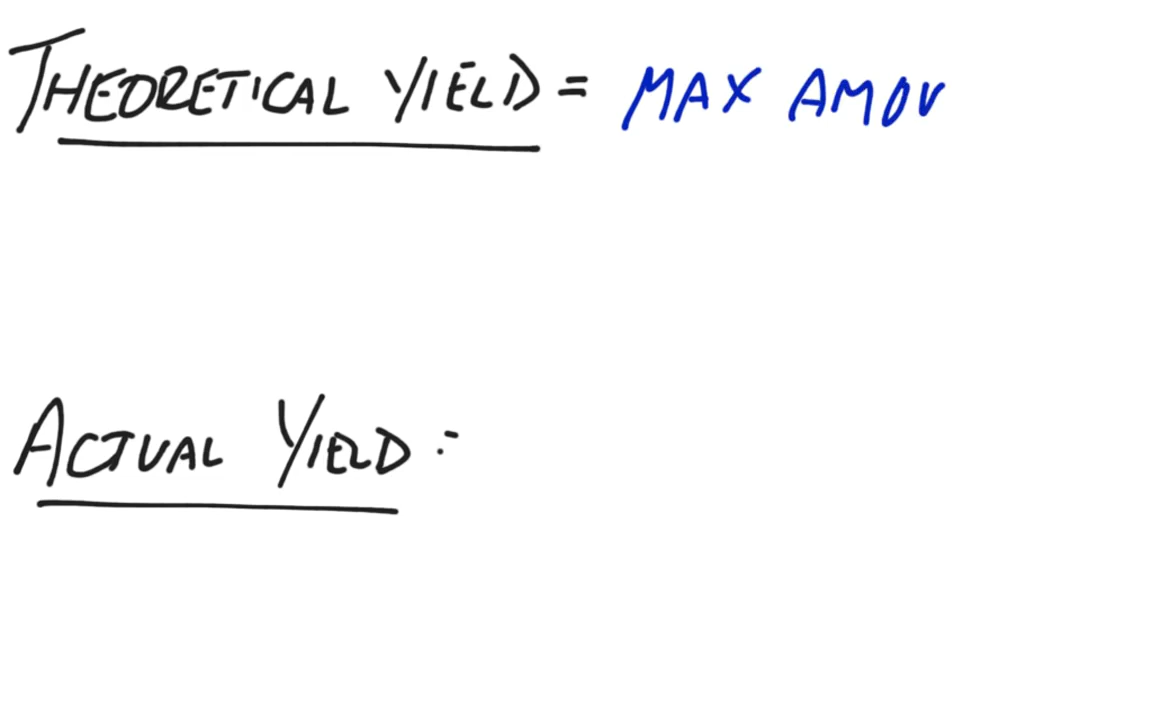 THEORETICAL YIELD = MAX AMOU
ACTUAL YIELD :